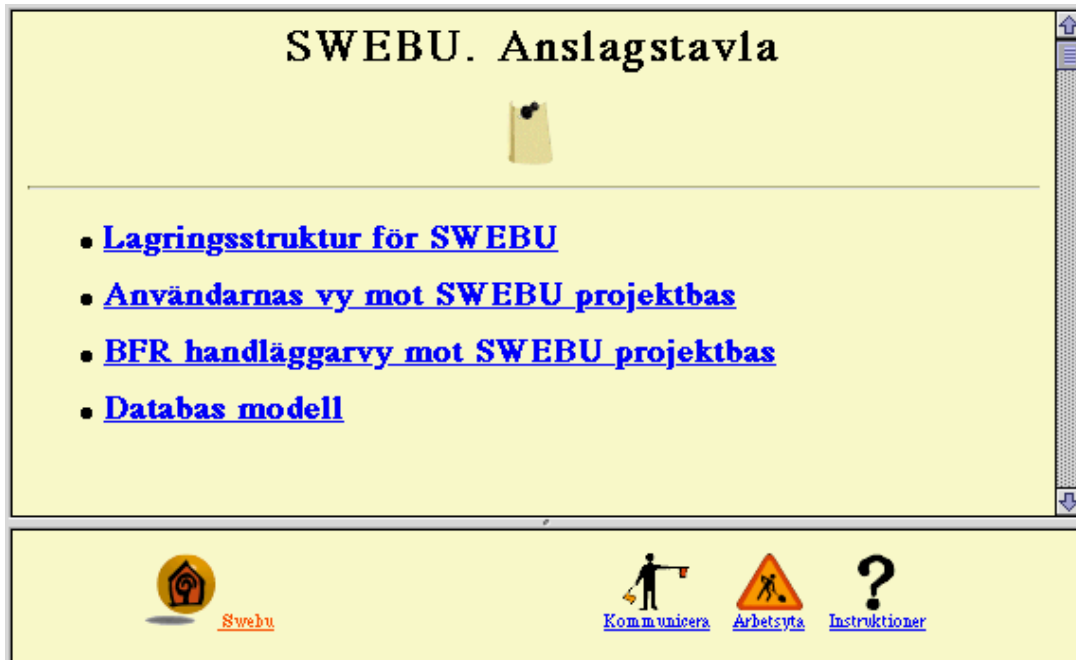 SWEBU. Anslagstavla
Lagringsstruktur för SWEBU
Användarnas vy mot SWEBU projektbas
BFR handläggarvy mot SWEBU projektbas
Databas modell
Swebu
Kommunicera
Arbetsyta
Instruktioner